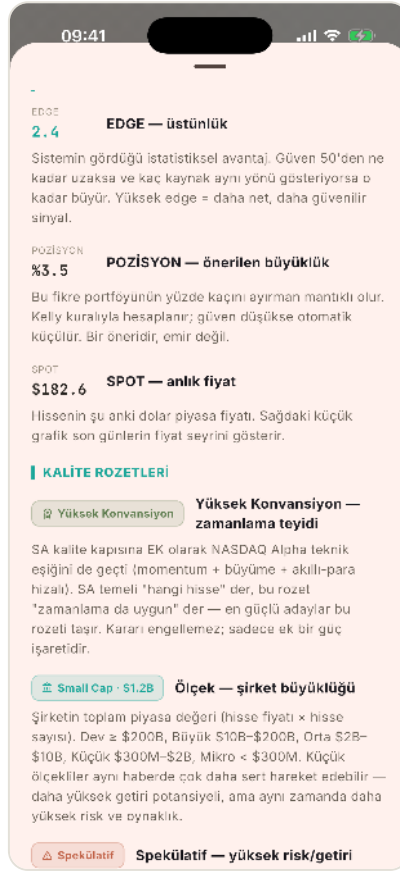 09:41
EDGE
2.4
EDGE — üstünlük
Sistemin gördüğü istatistiksel avantaj. Güven 50'den ne
kadar uzaksa ve kaç kaynak aynı yönü gösteriyorsa o
kadar büyür. Yüksek edge = daha net, daha güvenilir
sinyal.
POZİSYON
%3.5
POZİSYON — önerilen büyüklük
Bu fikre portföyünün yüzde kaçını ayırman mantıklı olur.
Kelly kuralıyla hesaplanır; güven düşükse otomatik
küçülür. Bir öneridir, emir değil.
SPOT
$182.6
SPOT — anlık fiyat
Hissenin şu anki dolar piyasa fiyatı. Sağdaki küçük
grafik son günlerin fiyat seyrini gösterir.
KALİTE ROZETLERİ
Yüksek Konvansiyon
Yüksek Konvansiyon —
zamanlama teyidi
SA kalite kapısına EK olarak NASDAQ Alpha teknik
eşiğini de geçti (momentum + büyüme + akıllı-para
hizalı). SA temeli "hangi hisse" der, bu rozet
"zamanlama da uygun" der — en güçlü adaylar bu
rozeti taşır. Kararı engellemez; sadece ek bir güç
işaretidir.
Small Cap · $1.2B
Ölçek — şirket büyüklüğü
Şirketin toplam piyasa değeri (hisse fiyatı × hisse
sayısı). Dev ≥ $200B, Büyük $10B–$200B, Orta $2B–
$10B, Küçük $300M–$2B, Mikro < $300M. Küçük
ölçekliler aynı haberde çok daha sert hareket edebilir —
daha yüksek getiri potansiyeli, ama aynı zamanda daha
yüksek risk ve oynaklık.
Spekülatif
Spekülatif — yüksek risk/getiri